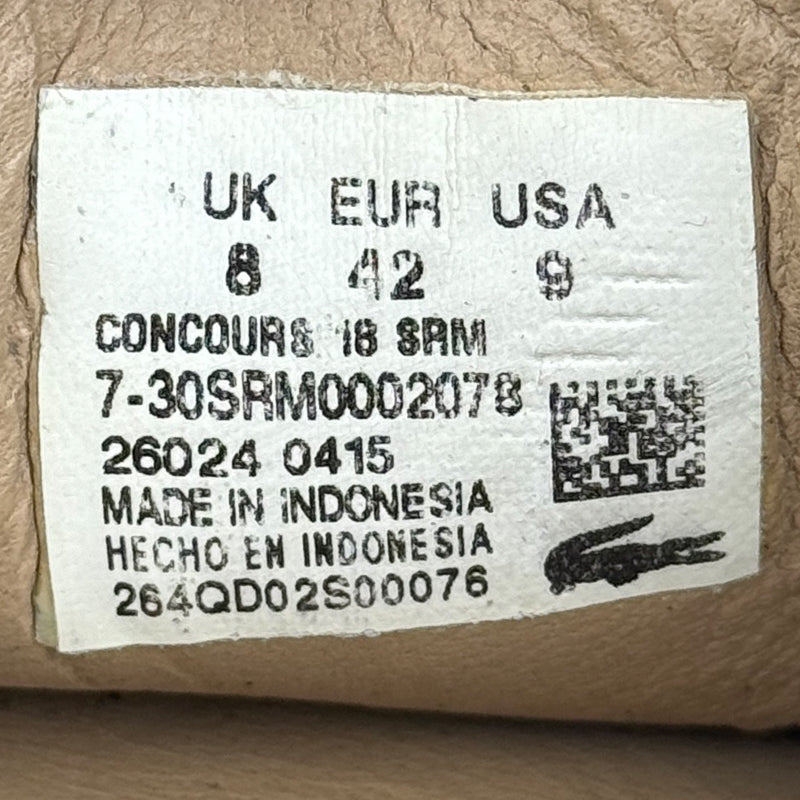 UK EUR USA
8 42 9
CONCOURS 18 SRM
7-30SRM0002078
26024 0415
MADE IN INDONESIA
HECHO EN INDONESIA
264QD02S00076